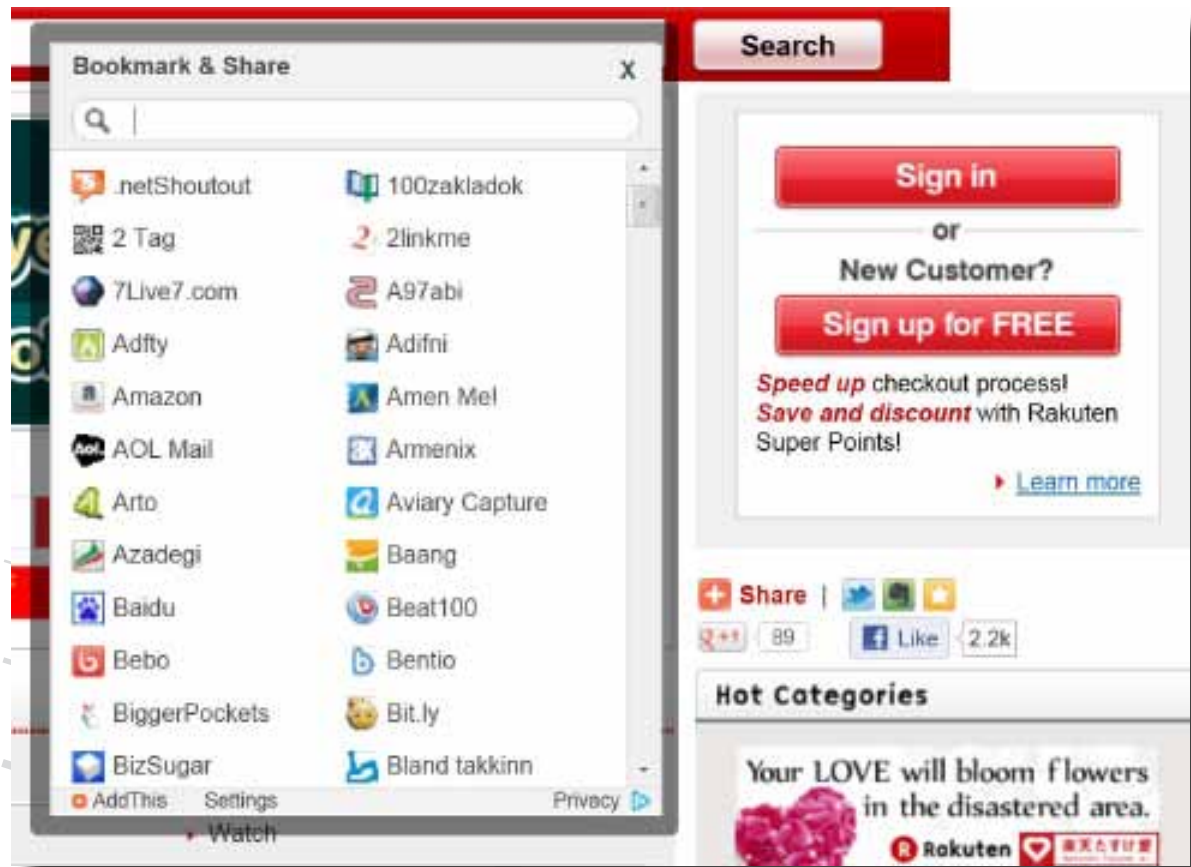 Search
Bookmark & Share X
.netShoutout 100zakladok
2 Tag 2linkme
7Live7.com A97abi
Adfty Adifni
Amazon Amen Me!
AOL Mail Armenix
Arto Aviary Capture
Azadegi Baang
Baidu Beat100
Bebo Bentio
BiggerPockets Bit.ly
BizSugar Bland takkinn
AddThis Settings Privacy
Watch
Sign in
or
New Customer?
Sign up for FREE
Speed up checkout process!
Save and discount with Rakuten
Super Points!
Learn more
Share |
g +1 89 Like 2.2k
Hot Categories
Your LOVE will bloom flowers
in the disastered area.
R Rakuten